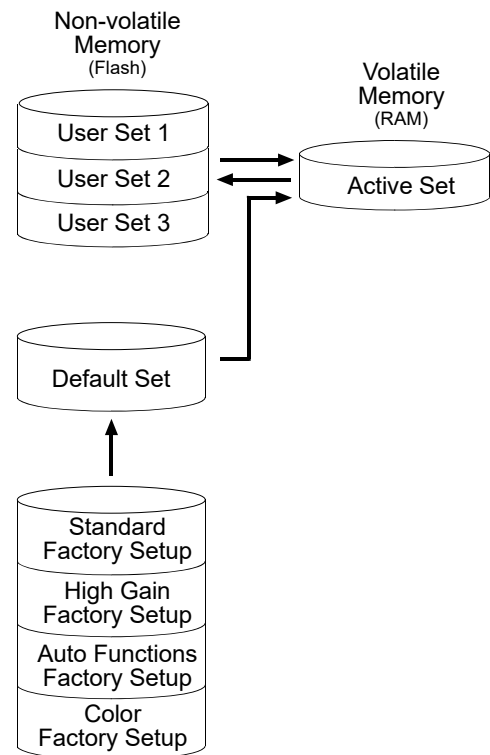 Non-volatile
Memory
(Flash)
User Set 1
User Set 2
User Set 3
Volatile
Memory
(RAM)
Active Set
Default Set
Standard
Factory Setup
High Gain
Factory Setup
Auto Functions
Factory Setup
Color
Factory Setup